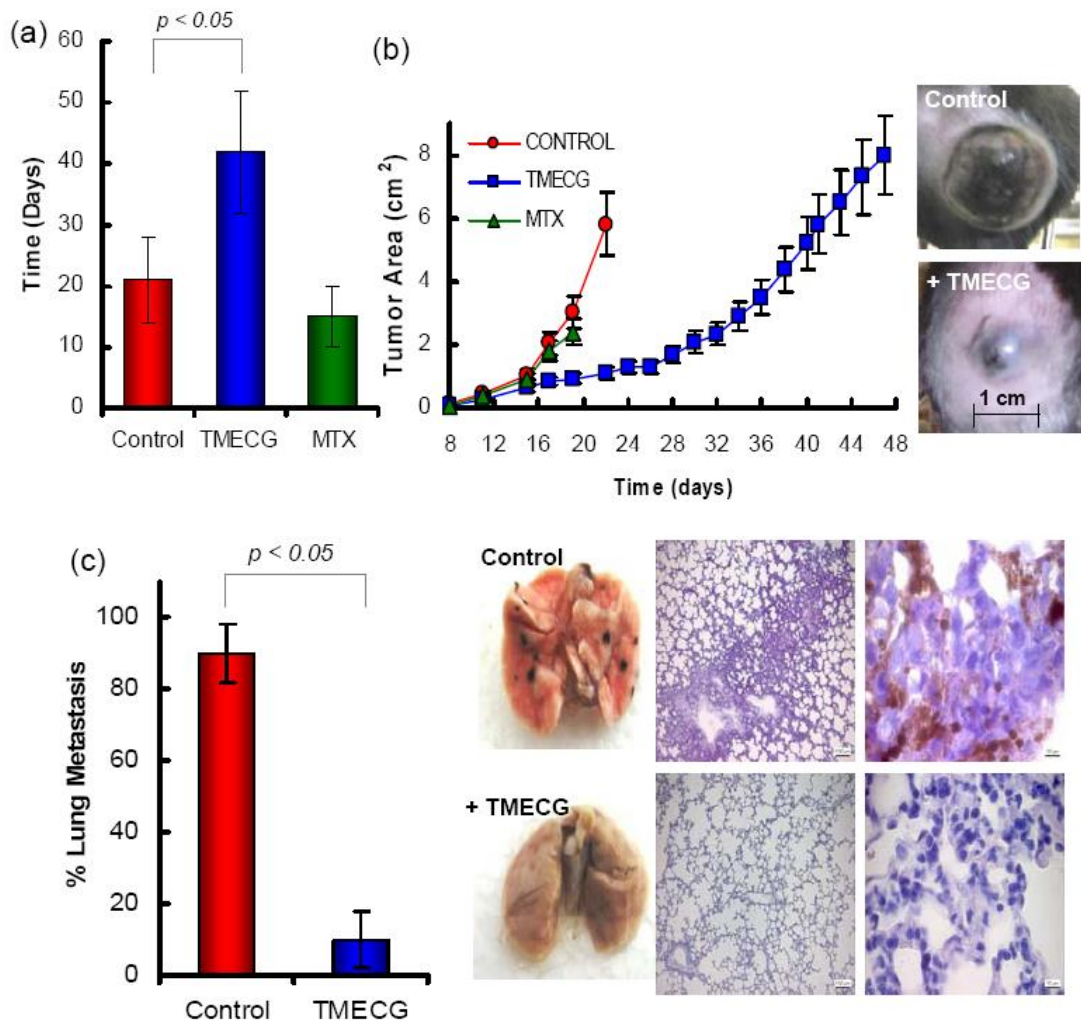 (a)
p < 0.05
60
50
40
30
20
10
0
Time (Days)
Control TMECG MTX
(b)
CONTROL
TMECG
MTX
8
6
4
2
0
Tumor Area (cm 2)
8 12 16 20 24 28 32 36 40 44 48
Time (days)
Control
+ TMECG
1 cm
(c)
p < 0.05
100
80
60
40
20
0
% Lung Metastasis
Control TMECG
Control
+ TMECG